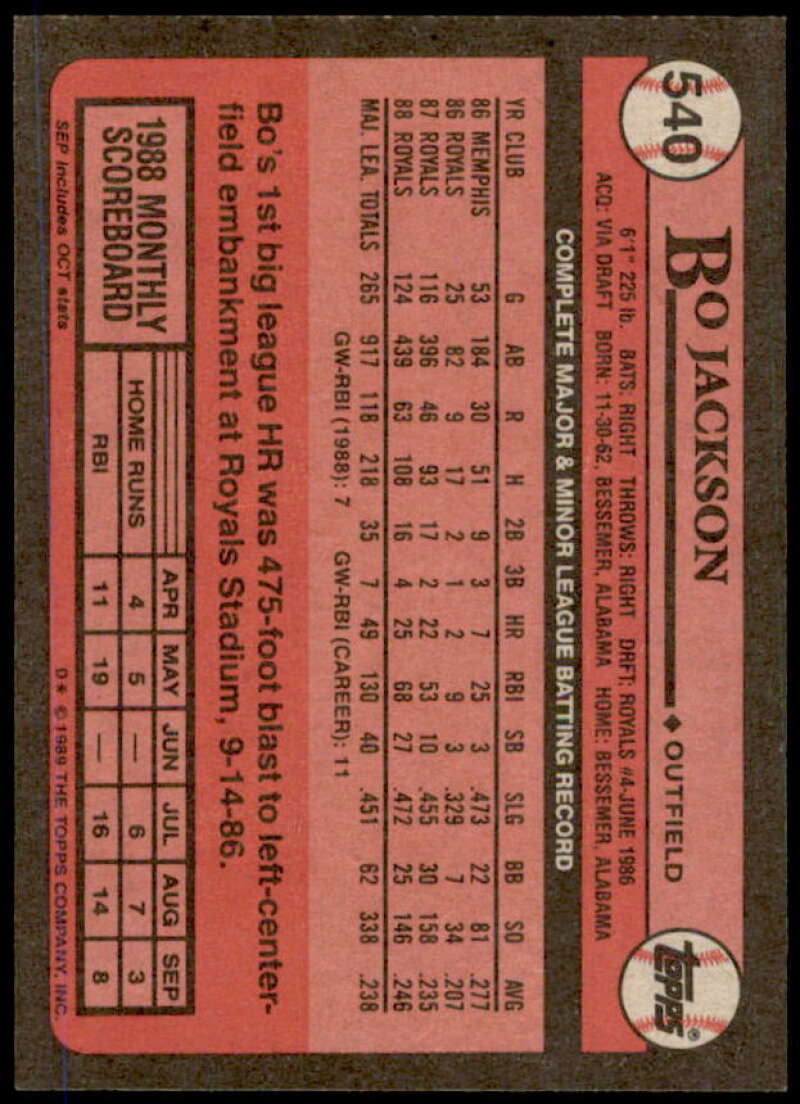 540
BO JACKSON
◆ OUTFIELD
TOPPS®
6'1" 225 lb. BATS: RIGHT THROWS: RIGHT DRFT: ROYALS #4-JUNE 1986
ACQ: VIA DRAFT BORN: 11-30-62, BESSEMER, ALABAMA HOME: BESSEMER, ALABAMA
COMPLETE MAJOR & MINOR LEAGUE BATTING RECORD
YR CLUB G AB R H 2B 3B HR RBI SB SLG BB SO AVG
86 MEMPHIS 53 184 30 51 9 3 7 25 3 .473 22 81 .277
86 ROYALS 25 82 9 17 2 1 2 9 3 .329 7 34 .207
87 ROYALS 116 396 46 93 17 2 22 53 10 .455 30 158 .235
88 ROYALS 124 439 63 108 16 4 25 68 27 .472 25 146 .246
MAJ. LEA. TOTALS 265 917 118 218 35 7 49 130 40 .451 62 338 .238
GW-RBI (1988): 7 GW-RBI (CAREER): 11
Bo's 1st big league HR was 475-foot blast to left-center-
field embankment at Royals Stadium, 9-14-86.
1988 MONTHLY
SCOREBOARD
APR MAY JUN JUL AUG SEP
HOME RUNS 4 5 — 6 7 3
RBI 11 19 — 16 14 8
SEP includes OCT stats
D* © 1989 THE TOPPS COMPANY, INC.